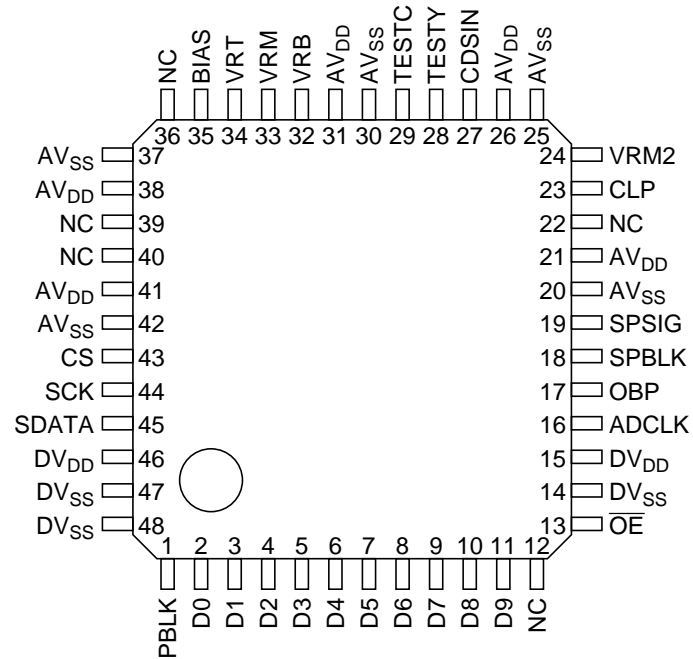 NC BIAS VRT VRM VRB AVDD AVSS TESTC TESTY CDSIN AVDD AVSS
36 35 34 33 32 31 30 29 28 27 26 25
AVSS 37 24 VRM2
AVDD 38 23 CLP
NC 39 22 NC
NC 40 21 AVDD
AVDD 41 20 AVSS
AVSS 42 19 SPSIG
CS 43 18 SPBLK
SCK 44 17 OBP
SDATA 45 16 ADCLK
DVDD 46 15 DVDD
DVSS 47 14 DVSS
DVSS 48 13 OE
1 2 3 4 5 6 7 8 9 10 11 12
PBLK D0 D1 D2 D3 D4 D5 D6 D7 D8 D9 NC